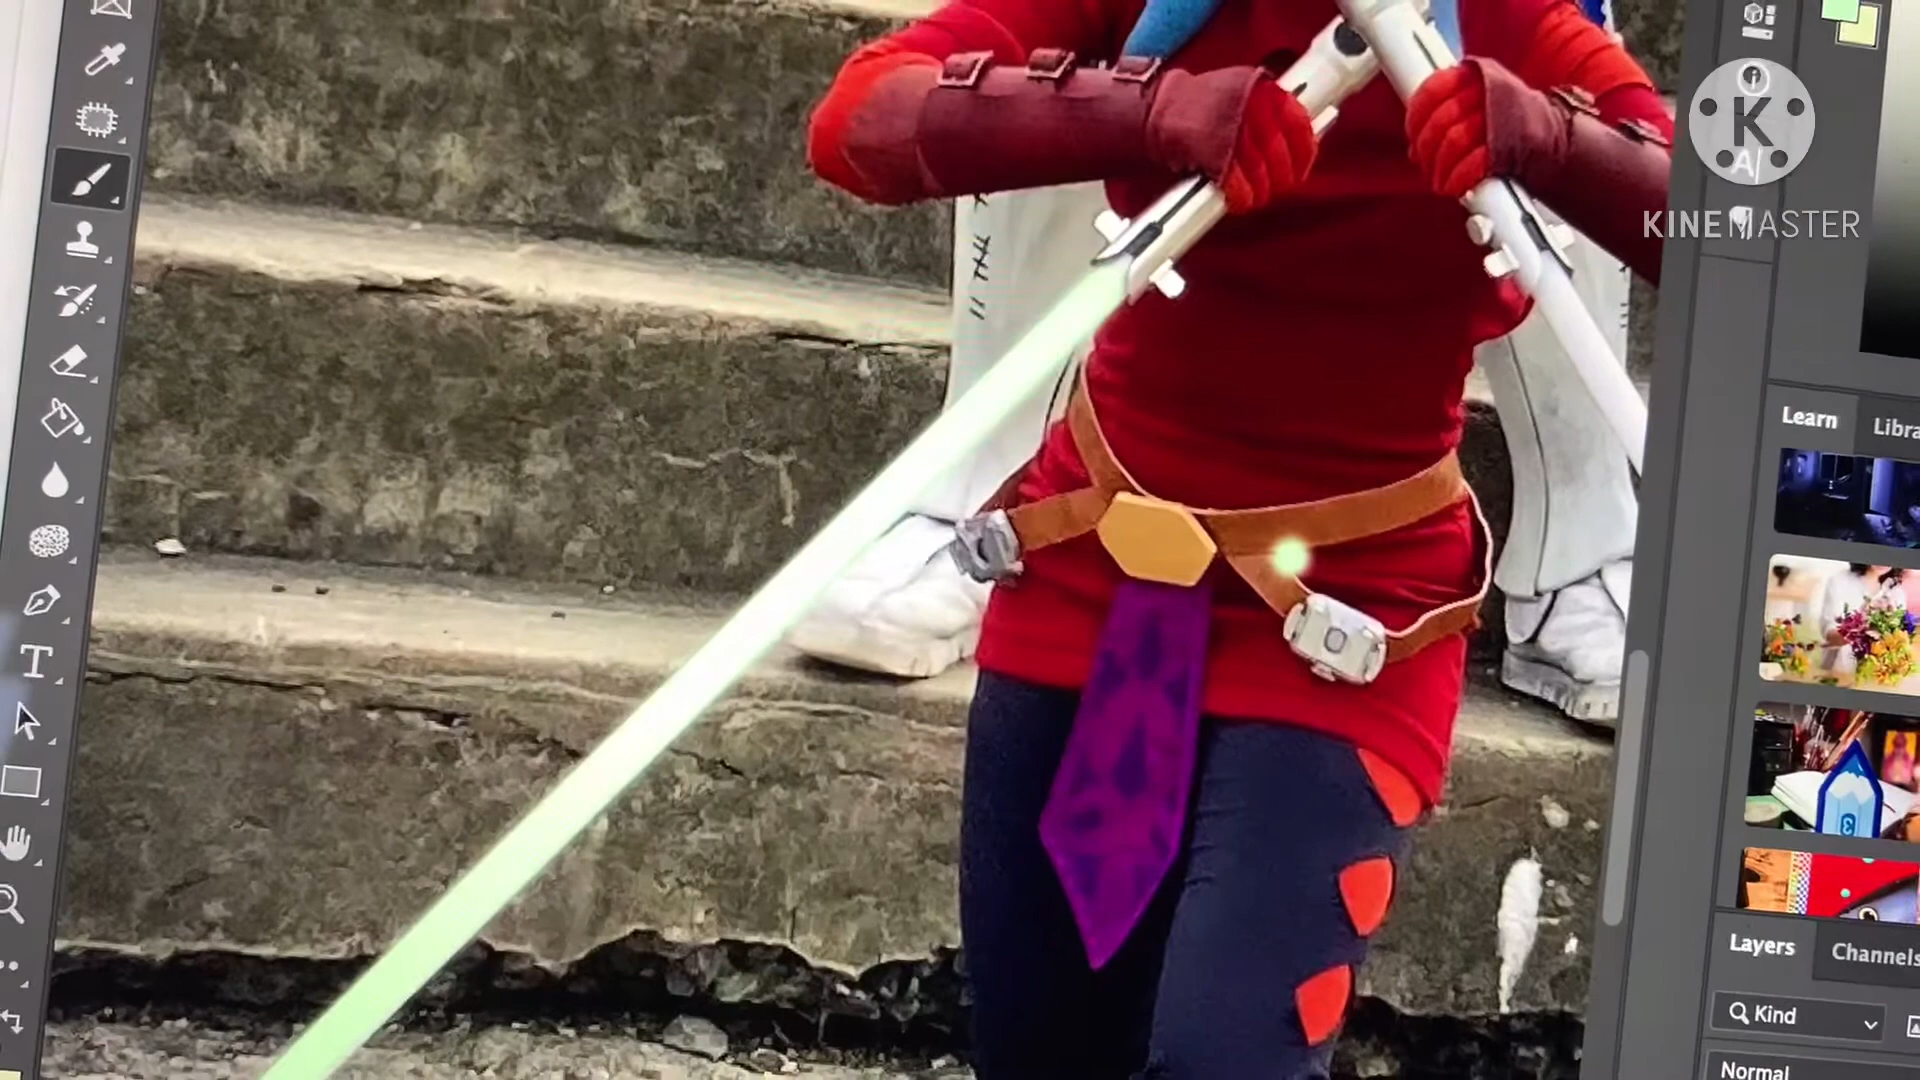 KINEMASTER
K
A|
Learn
Libra
Layers
Channels
Kind
Normal
T